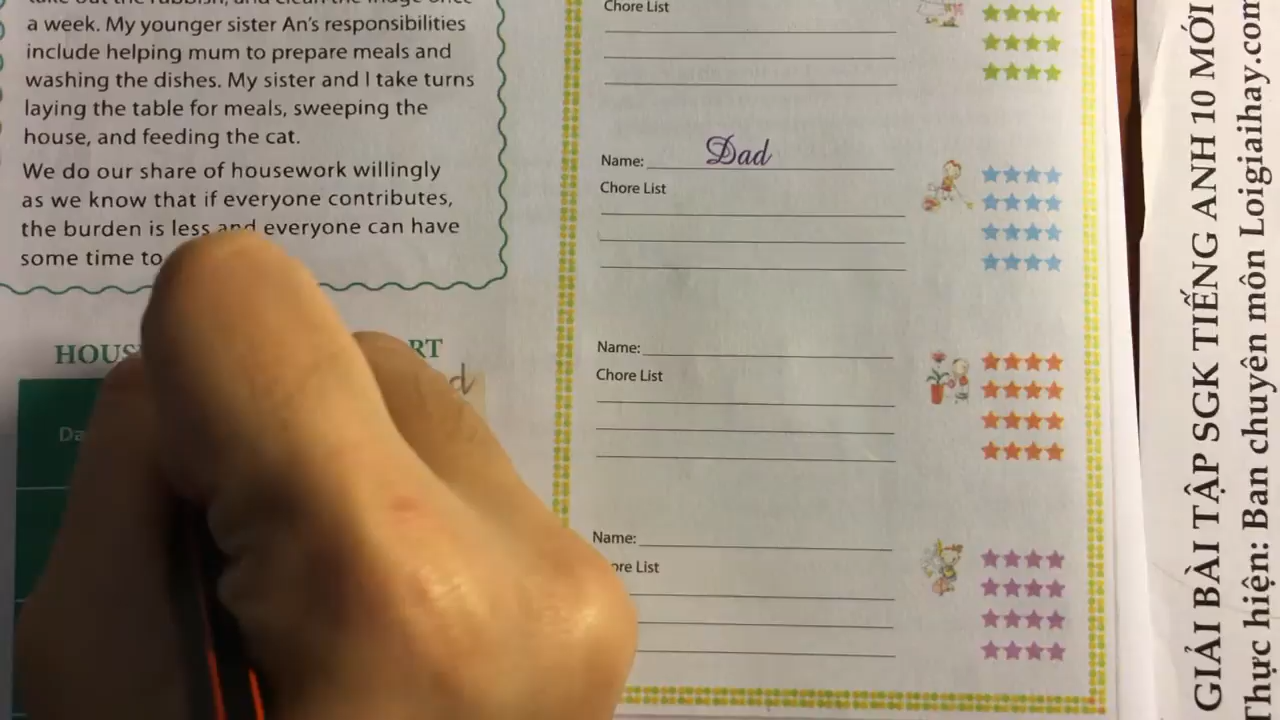 a week. My younger sister An's responsibilities
include helping mum to prepare meals and
washing the dishes. My sister and I take turns
laying the table for meals, sweeping the
house, and feeding the cat.
We do our share of housework willingly
as we know that if everyone contributes,
the burden is less and everyone can have
some time to
Chore List
Name: Dad
Chore List
Name:
Chore List
Name:
GIẢI BÀI TẬP SGK TIẾNG ANH 10 MỚI
Thực hiện: Ban chuyên môn Loigiaihay.com